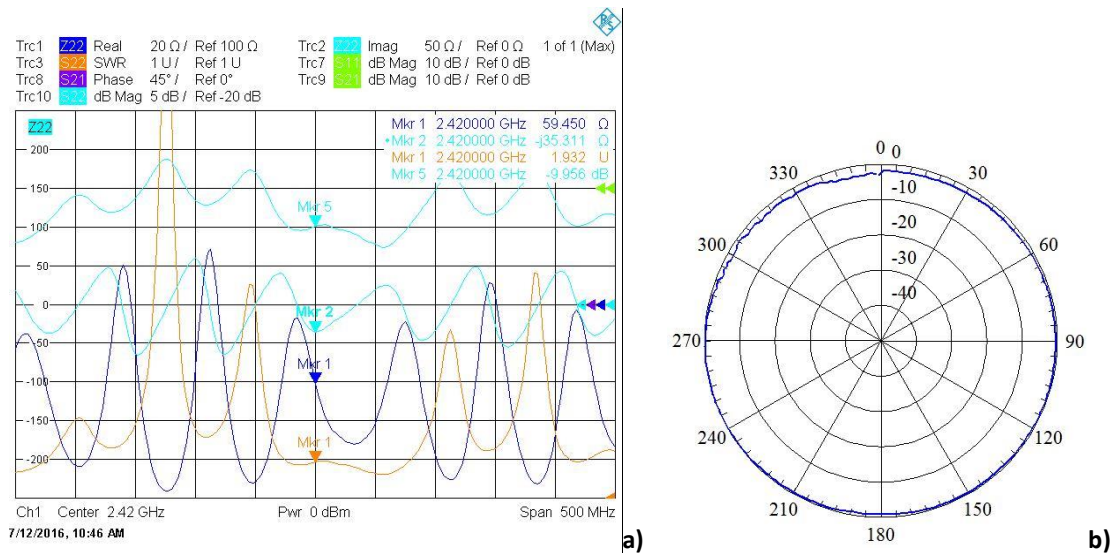 R&S
Trc1 Z22 Real 20 Ω / Ref 100 Ω Trc2 Z22 Imag 50 Ω / Ref 0 Ω 1 of 1 (Max)
Trc3 S22 SWR 1 U / Ref 1 U Trc7 S11 dB Mag 10 dB / Ref 0 dB
Trc8 S21 Phase 45° / Ref 0° Trc9 S21 dB Mag 10 dB / Ref 0 dB
Trc10 S22 dB Mag 5 dB / Ref -20 dB
Z22
Mkr 1 2.420000 GHz 59.450 Ω
•Mkr 2 2.420000 GHz -j35.311 Ω
Mkr 1 2.420000 GHz 1.932 U
Mkr 5 2.420000 GHz -9.956 dB
200
150
100
50
0
-50
-100
-150
-200
Mkr 5
Mkr 2
Mkr 1
Mkr 1
Ch1 Center 2.42 GHz Pwr 0 dBm Span 500 MHz
7/12/2016, 10:46 AM
a)
0
30
60
90
120
150
180
210
240
270
300
330
0
-10
-20
-30
-40
b)